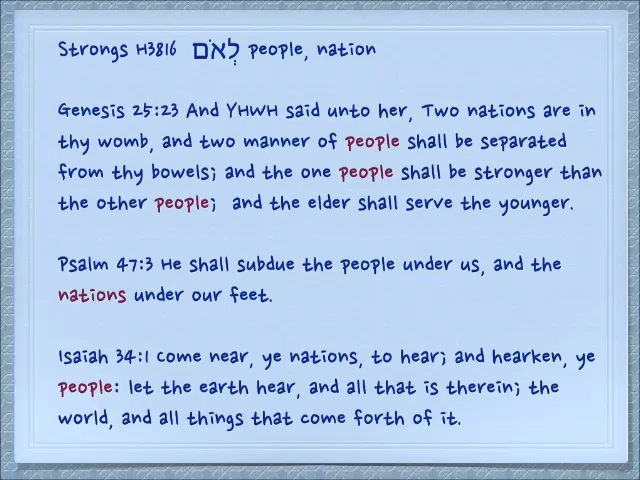 Strongs H3816 לְאֹם people, nation
Genesis 25:23 And YHWH said unto her, Two nations are in
thy womb, and two manner of people shall be separated
from thy bowels; and the one people shall be stronger than
the other people; and the elder shall serve the younger.
Psalm 47:3 He shall subdue the people under us, and the
nations under our feet.
Isaiah 34:1 Come near, ye nations, to hear; and hearken, ye
people: let the earth hear, and all that is therein; the
world, and all things that come forth of it.